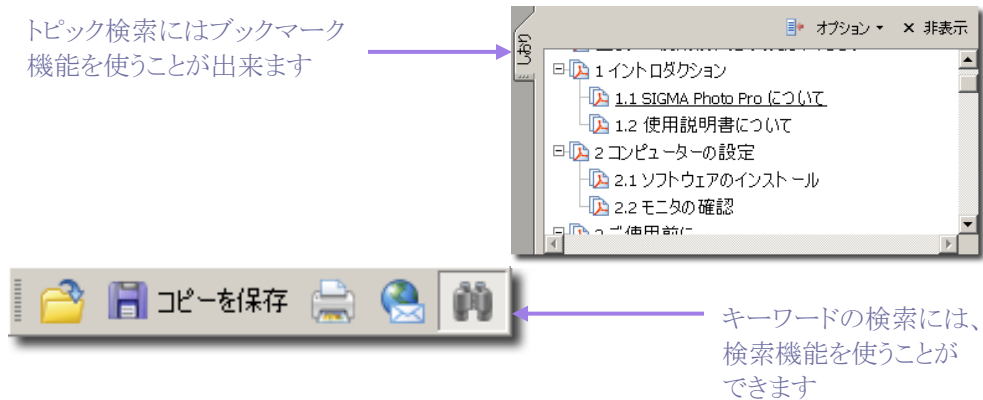 トピック検索にはブックマーク
機能を使うことが出来ます
しおり
オプション
× 非表示
1 イントロダクション
1.1 SIGMA Photo Pro について
1.2 使用説明書について
2 コンピューターの設定
2.1 ソフトウェアのインストール
2.2 モニタの確認
3 ご使用前に
コピーを保存
キーワードの検索には、
検索機能を使うことが
できます